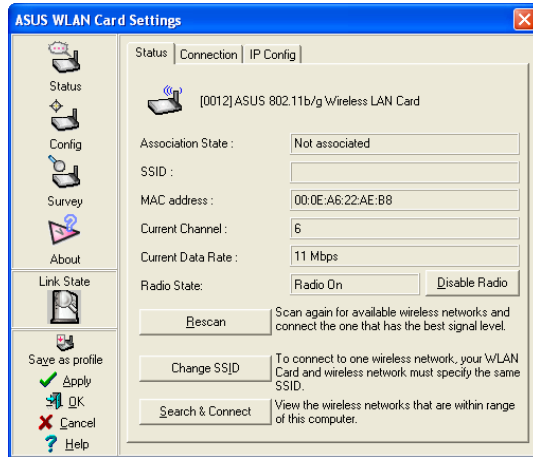 ASUS WLAN Card Settings
Status
Config
Survey
About
Link State
Save as profile
Apply
OK
Cancel
Help
Status Connection IP Config
[0012] ASUS 802.11b/g Wireless LAN Card
Association State : Not associated
SSID :
MAC address : 00:0E:A6:22:AE:B8
Current Channel : 6
Current Data Rate : 11 Mbps
Radio State: Radio On Disable Radio
Rescan
Scan again for available wireless networks and
connect the one that has the best signal level.
Change SSID
To connect to one wireless network, your WLAN
Card and wireless network must specify the same
SSID.
Search & Connect
View the wireless networks that are within range
of this computer.